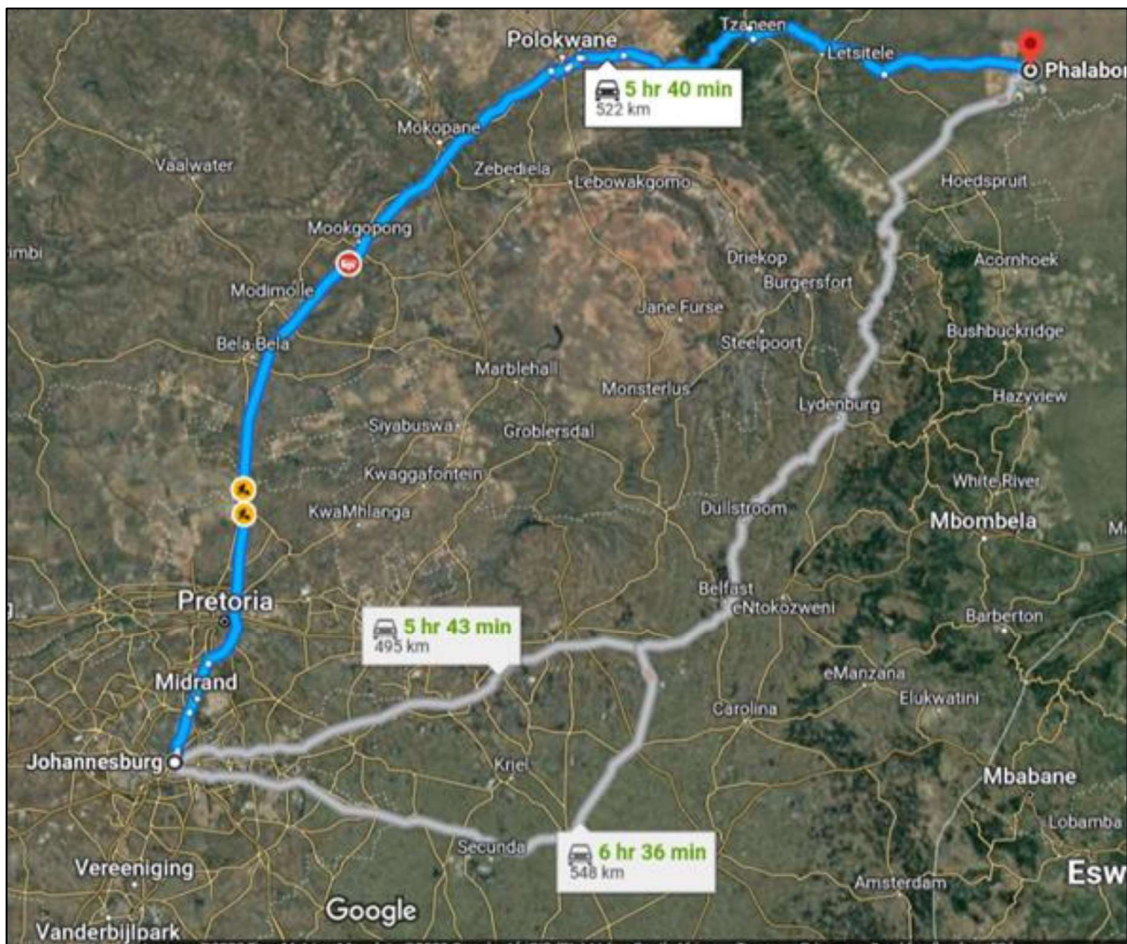 Tzaneen
Polokwane
Letsitele
Phalabor
5 hr 40 min
522 km
Mokopane
Vaalwater
Zebediela
Lebowakgomo
Hoedspruit
Mookgopong
imbi
Driekop
Acornhoek
Burgersfort
Modimolle
Jane Furse
Bushbuckridge
Bela-Bela
Steelpoort
Marblehall
Monsterlus
Hazyview
Lydenburg
Siyabuswa
Groblersdal
Kwaggafontein
White River
KwaMhlanga
Dullstroom
Mbombela
M
Belfast
Pretoria
eNtokozweni
Barberton
5 hr 43 min
495 km
Midrand
eManzana
Elukwatini
Carolina
Johannesburg
Kriel
Mbabane
Lobamba
Secunda
6 hr 36 min
548 km
Vereeniging
Esw
Amsterdam
Google
Vanderbijlpark